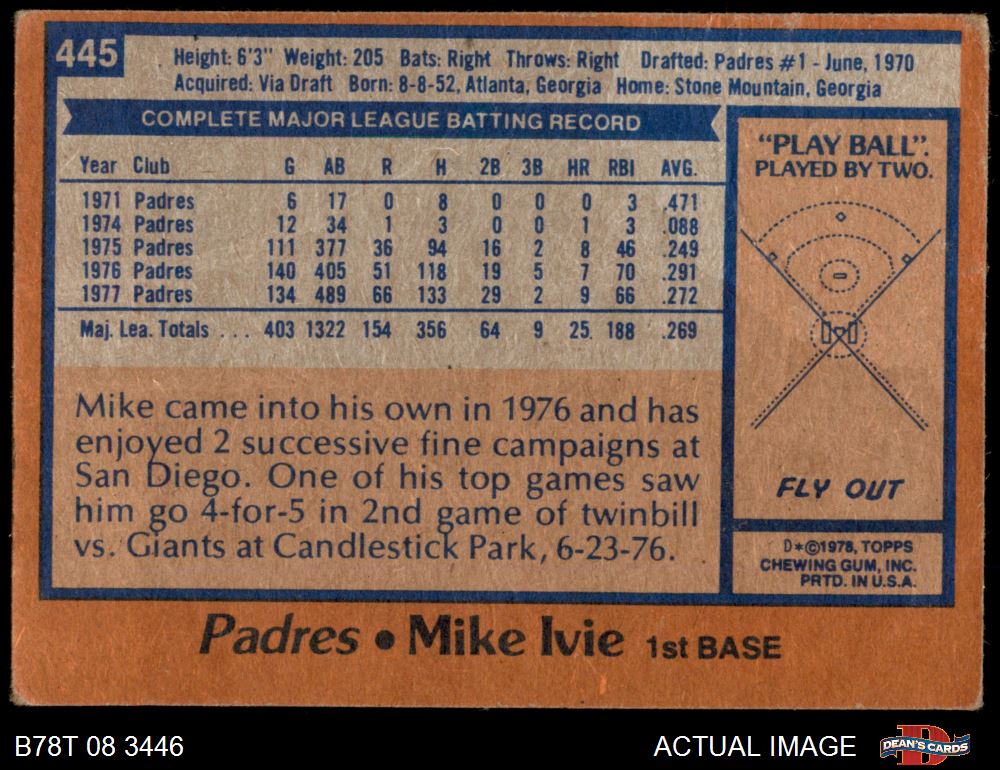 445
Height: 6'3" Weight: 205 Bats: Right Throws: Right Drafted: Padres #1 - June, 1970
Acquired: Via Draft Born: 8-8-52, Atlanta, Georgia Home: Stone Mountain, Georgia
COMPLETE MAJOR LEAGUE BATTING RECORD
Year Club G AB R H 2B 3B HR RBI AVG.
1971 Padres 6 17 0 8 0 0 0 3 .471
1974 Padres 12 34 1 3 0 0 1 3 .088
1975 Padres 111 377 36 94 16 2 8 46 .249
1976 Padres 140 405 51 118 19 5 7 70 .291
1977 Padres 134 489 66 133 29 2 9 66 .272
Maj. Lea. Totals . . . 403 1322 154 356 64 9 25 188 .269
Mike came into his own in 1976 and has
enjoyed 2 successive fine campaigns at
San Diego. One of his top games saw
him go 4-for-5 in 2nd game of twinbill
vs. Giants at Candlestick Park, 6-23-76.
"PLAY BALL".
PLAYED BY TWO.
FLY OUT
D*©1978, TOPPS
CHEWING GUM, INC.
PRTD. IN U.S.A.
Padres • Mike Ivie 1st BASE
B78T 08 3446
ACTUAL IMAGE
DEAN'S CARDS